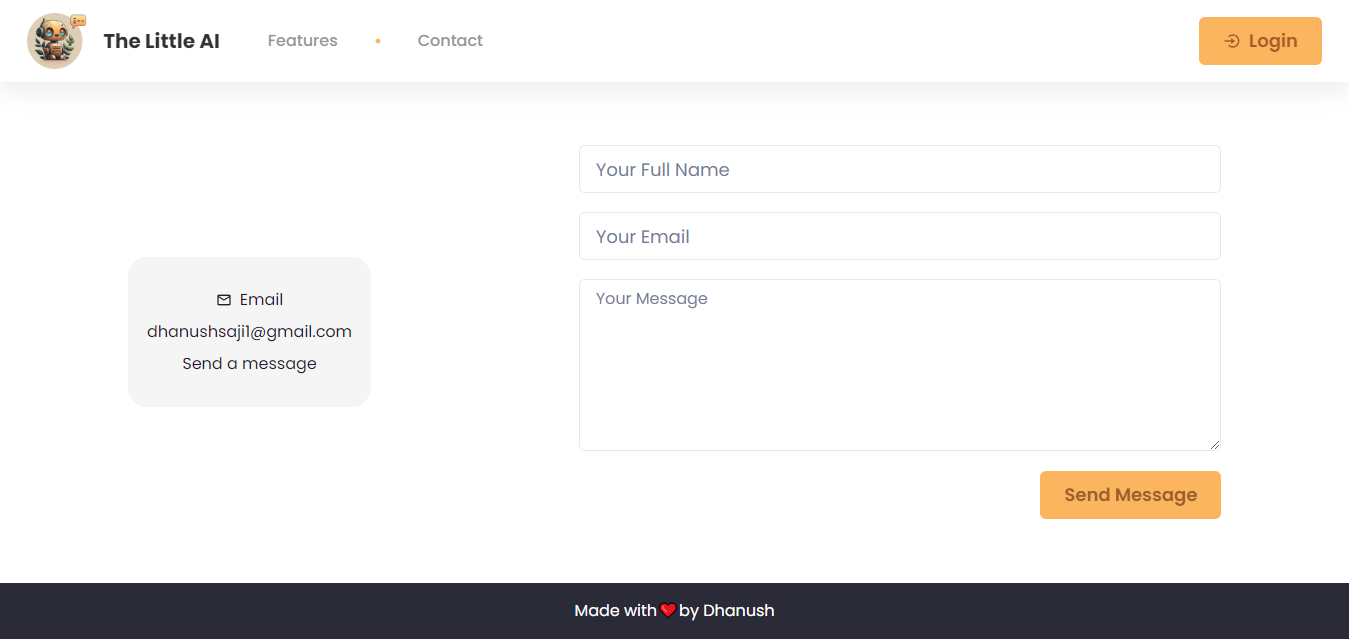 The Little AI
Features • Contact
Login
Your Full Name
Your Email
Your Message
Email
dhanushsaji1@gmail.com
Send a message
Send Message
Made with❤️by Dhanush